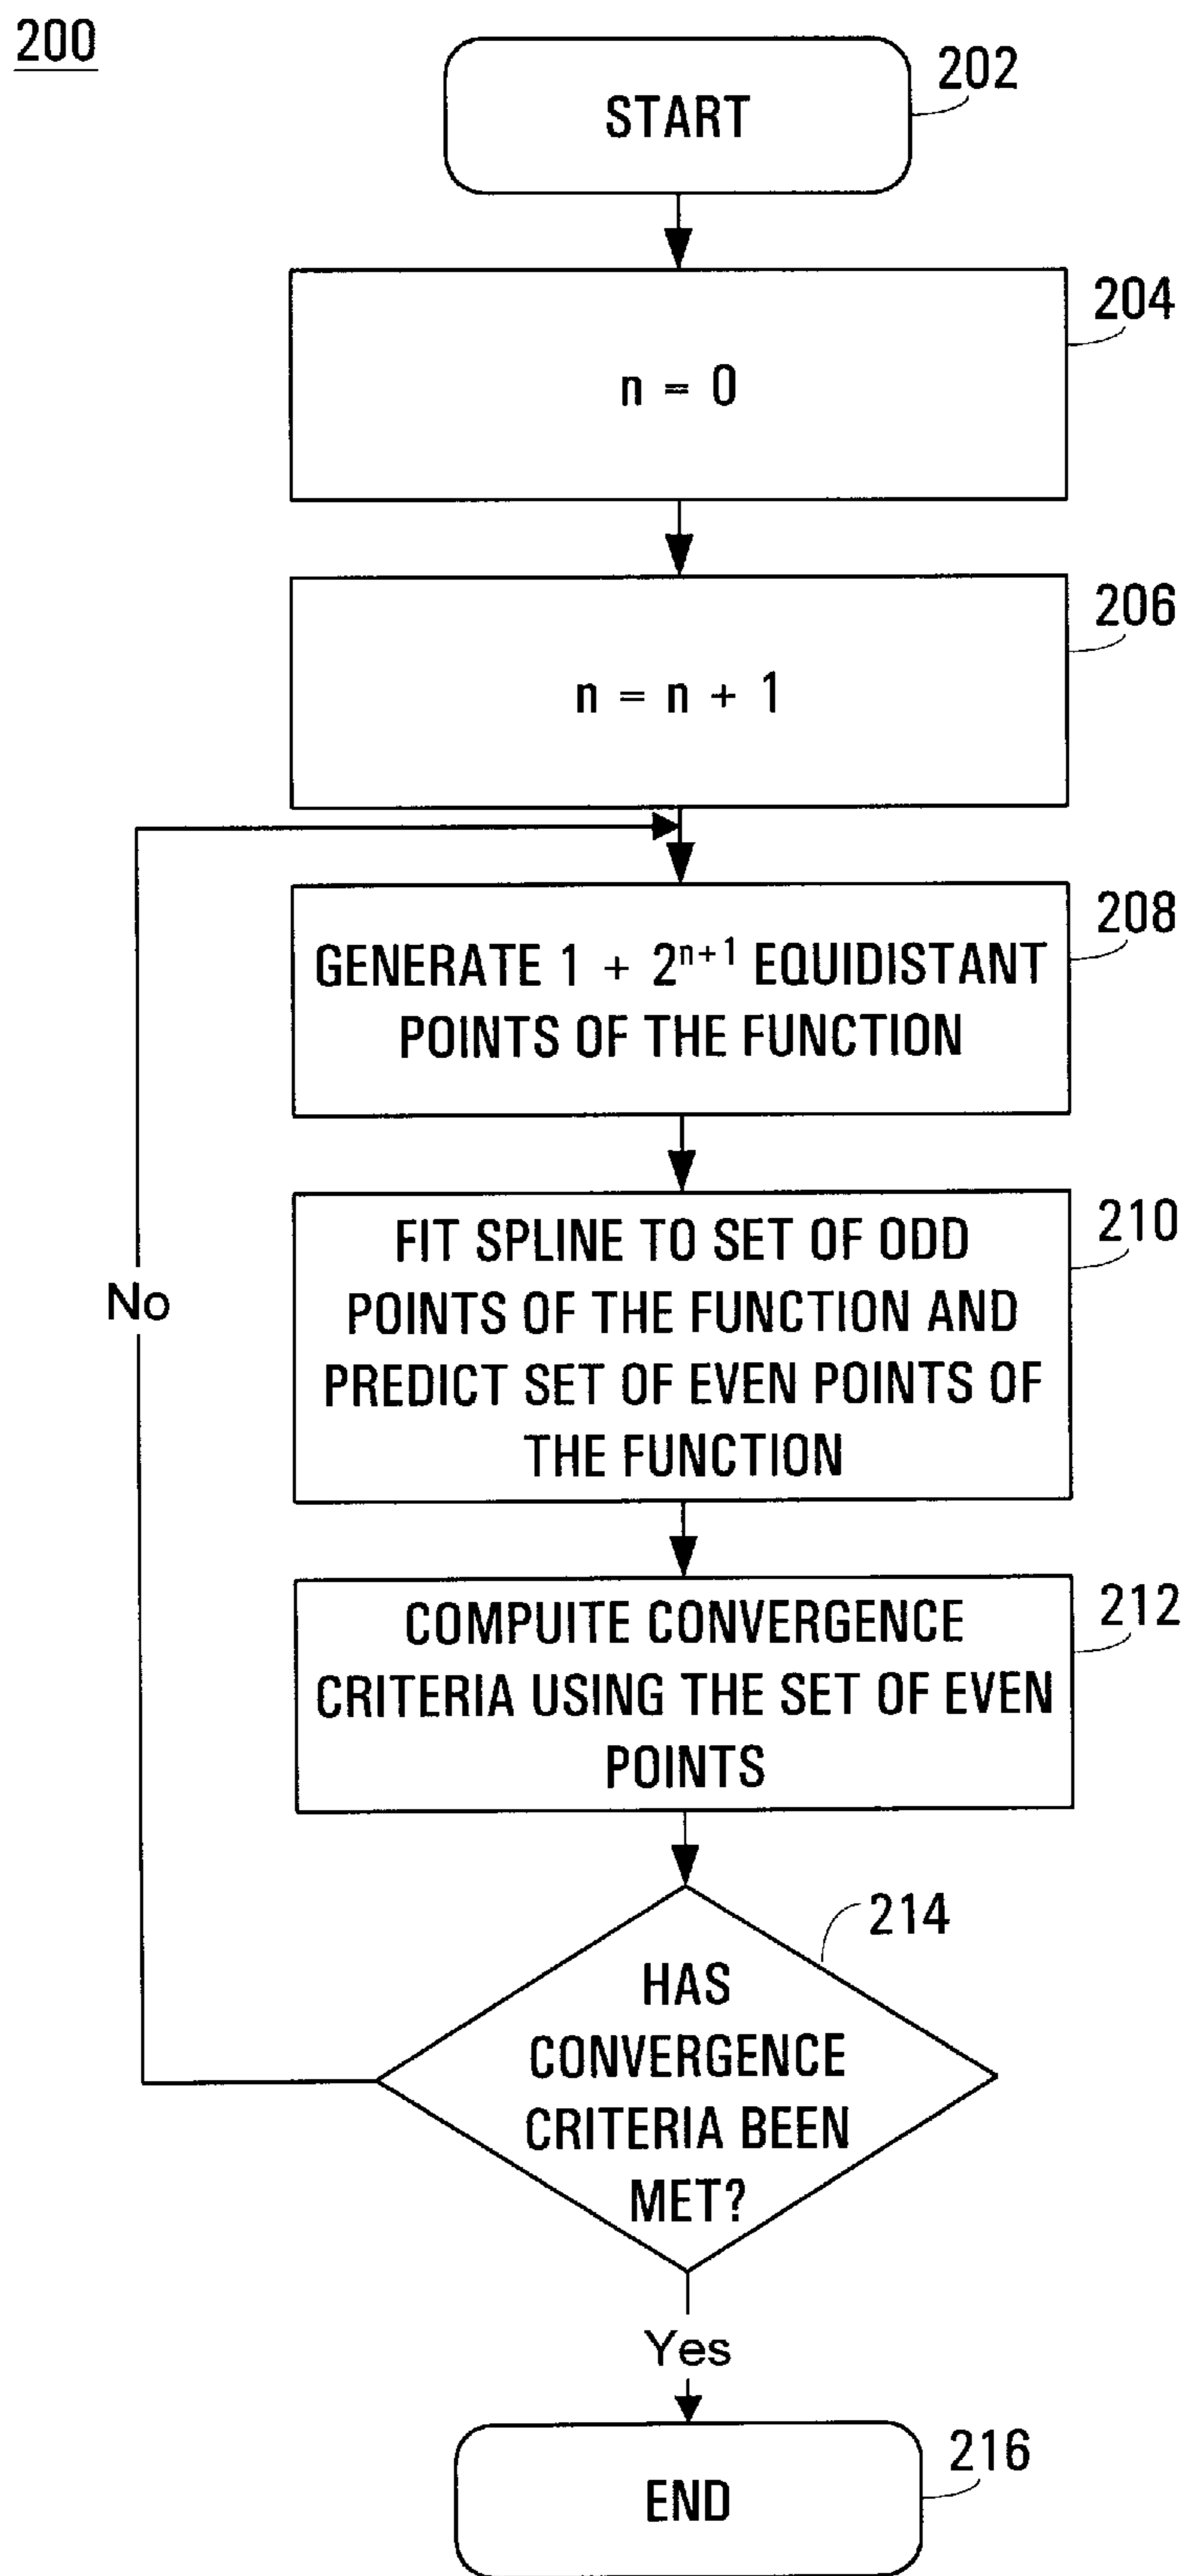 200
START
202
n = 0
204
n = n + 1
206
GENERATE 1 + 2ⁿ⁺¹ EQUIDISTANT
POINTS OF THE FUNCTION
208
FIT SPLINE TO SET OF ODD
POINTS OF THE FUNCTION AND
PREDICT SET OF EVEN POINTS OF
THE FUNCTION
210
No
COMPUITE CONVERGENCE
CRITERIA USING THE SET OF EVEN
POINTS
212
HAS
CONVERGENCE
CRITERIA BEEN
MET?
214
Yes
END
216